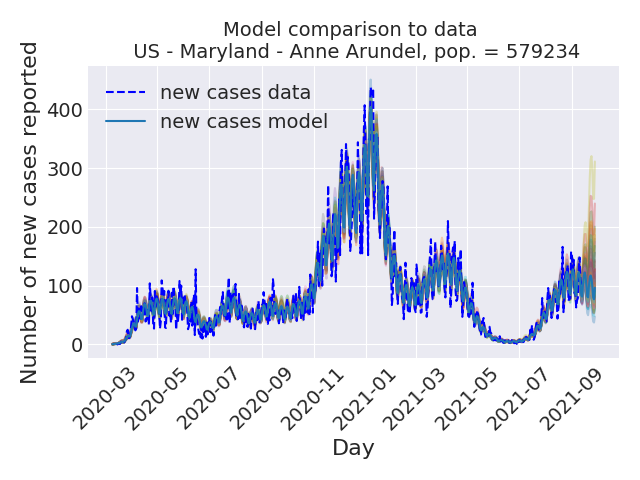 Model comparison to data
US - Maryland - Anne Arundel, pop. = 579234
Number of new cases reported
400
300
200
100
0
new cases data
new cases model
2020-03
2020-05
2020-07
2020-09
2020-11
2021-01
2021-03
2021-05
2021-07
2021-09
Day